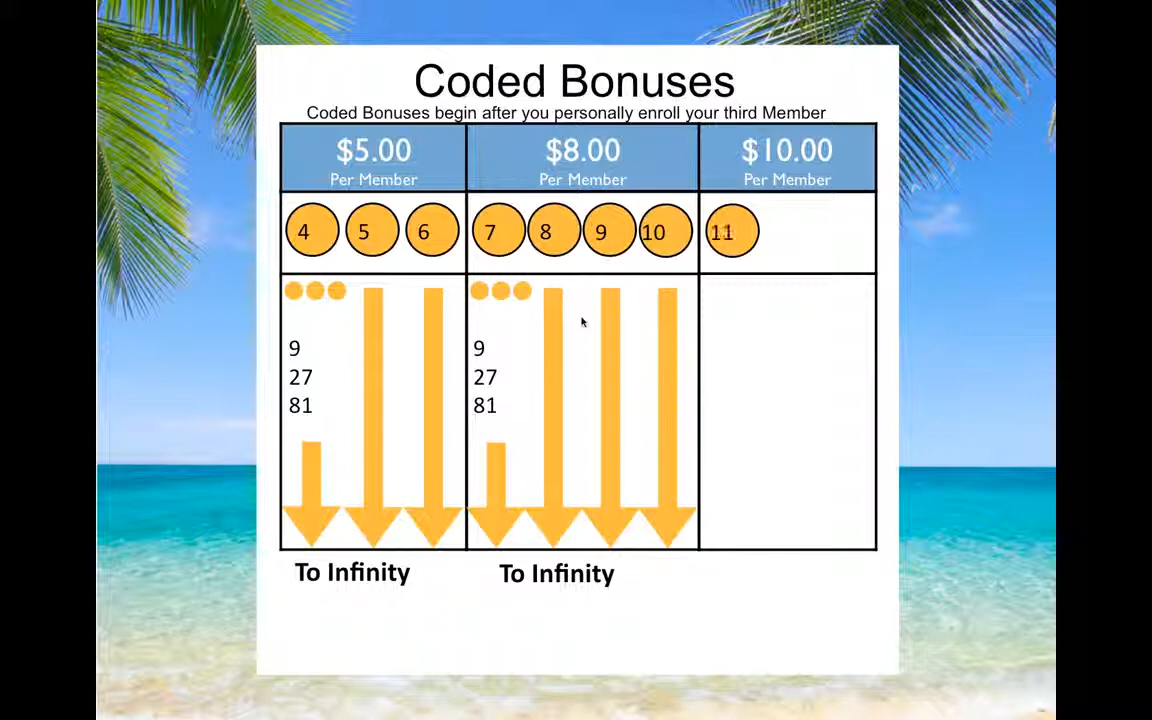 Coded Bonuses
Coded Bonuses begin after you personally enroll your third Member
$5.00 $8.00 $10.00
Per Member Per Member Per Member
4 5 6 7 8 9 10 11
9 9
27 27
81 81
To Infinity To Infinity